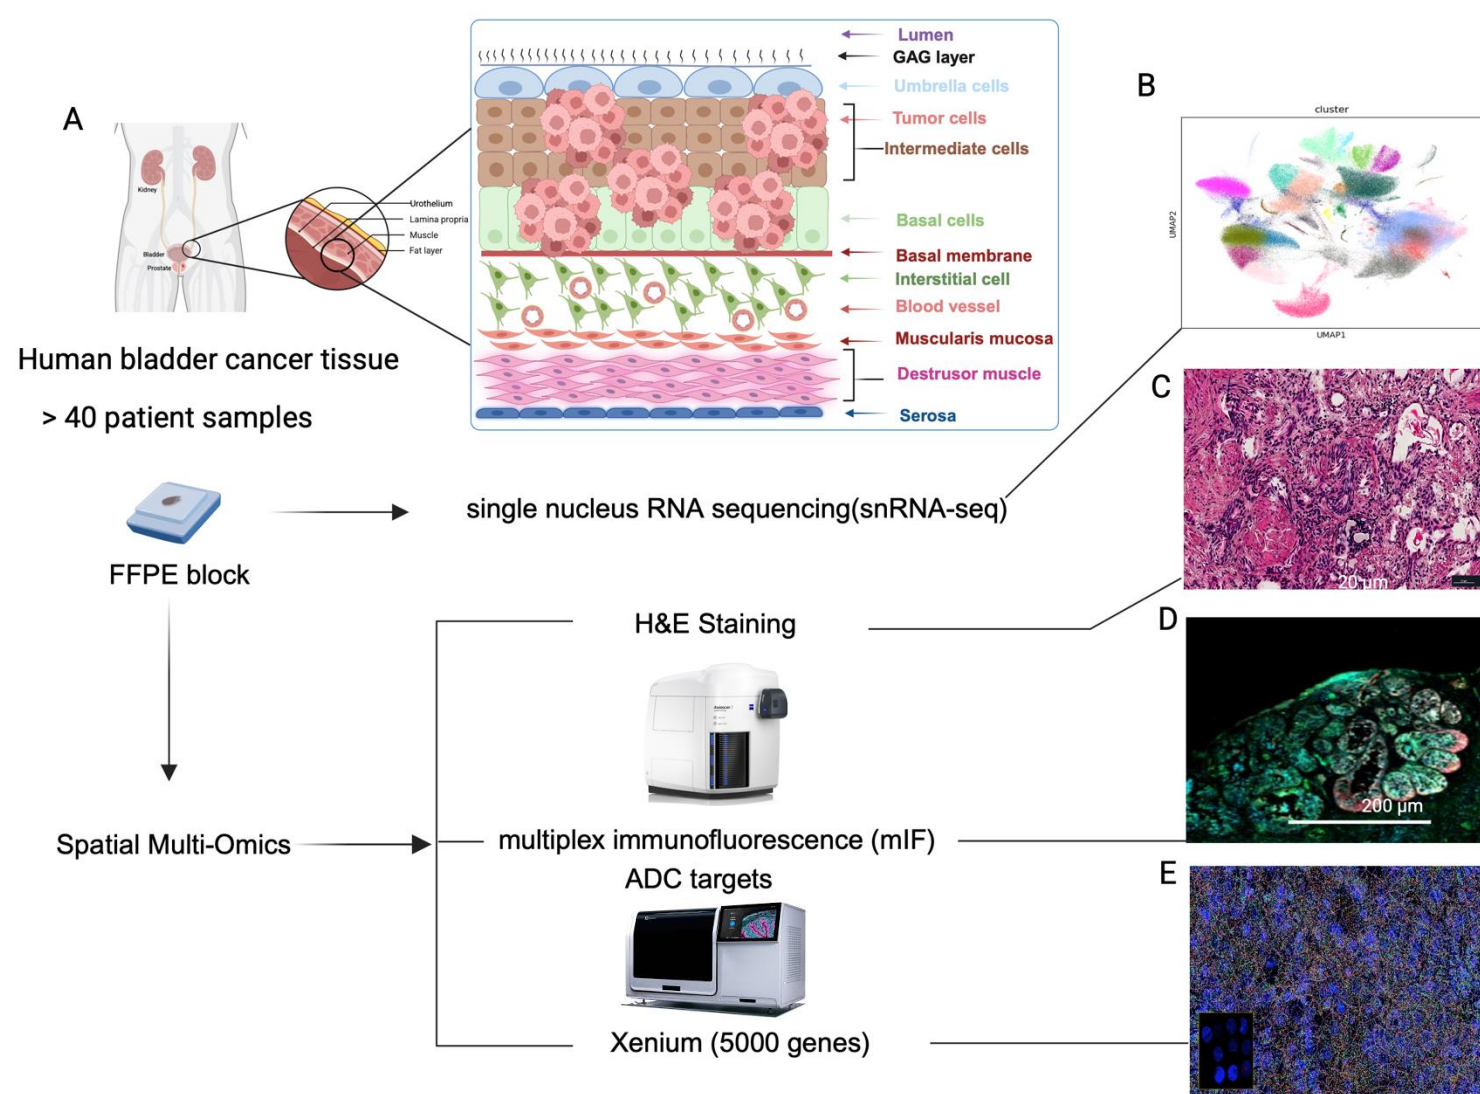 A
Kidney
Bladder
Prostate
Urothelium
Lamina propria
Muscle
Fat layer
Lumen
GAG layer
Umbrella cells
Tumor cells
Intermediate cells
Basal cells
Basal membrane
Interstitial cell
Blood vessel
Muscularis mucosa
Destrusor muscle
Serosa
B
cluster
UMAP2
UMAP1
Human bladder cancer tissue
> 40 patient samples
FFPE block
single nucleus RNA sequencing(snRNA-seq)
C
20 µm
H&E Staining
D
200 µm
Spatial Multi-Omics
multiplex immunofluorescence (mIF)
ADC targets
E
Xenium (5000 genes)